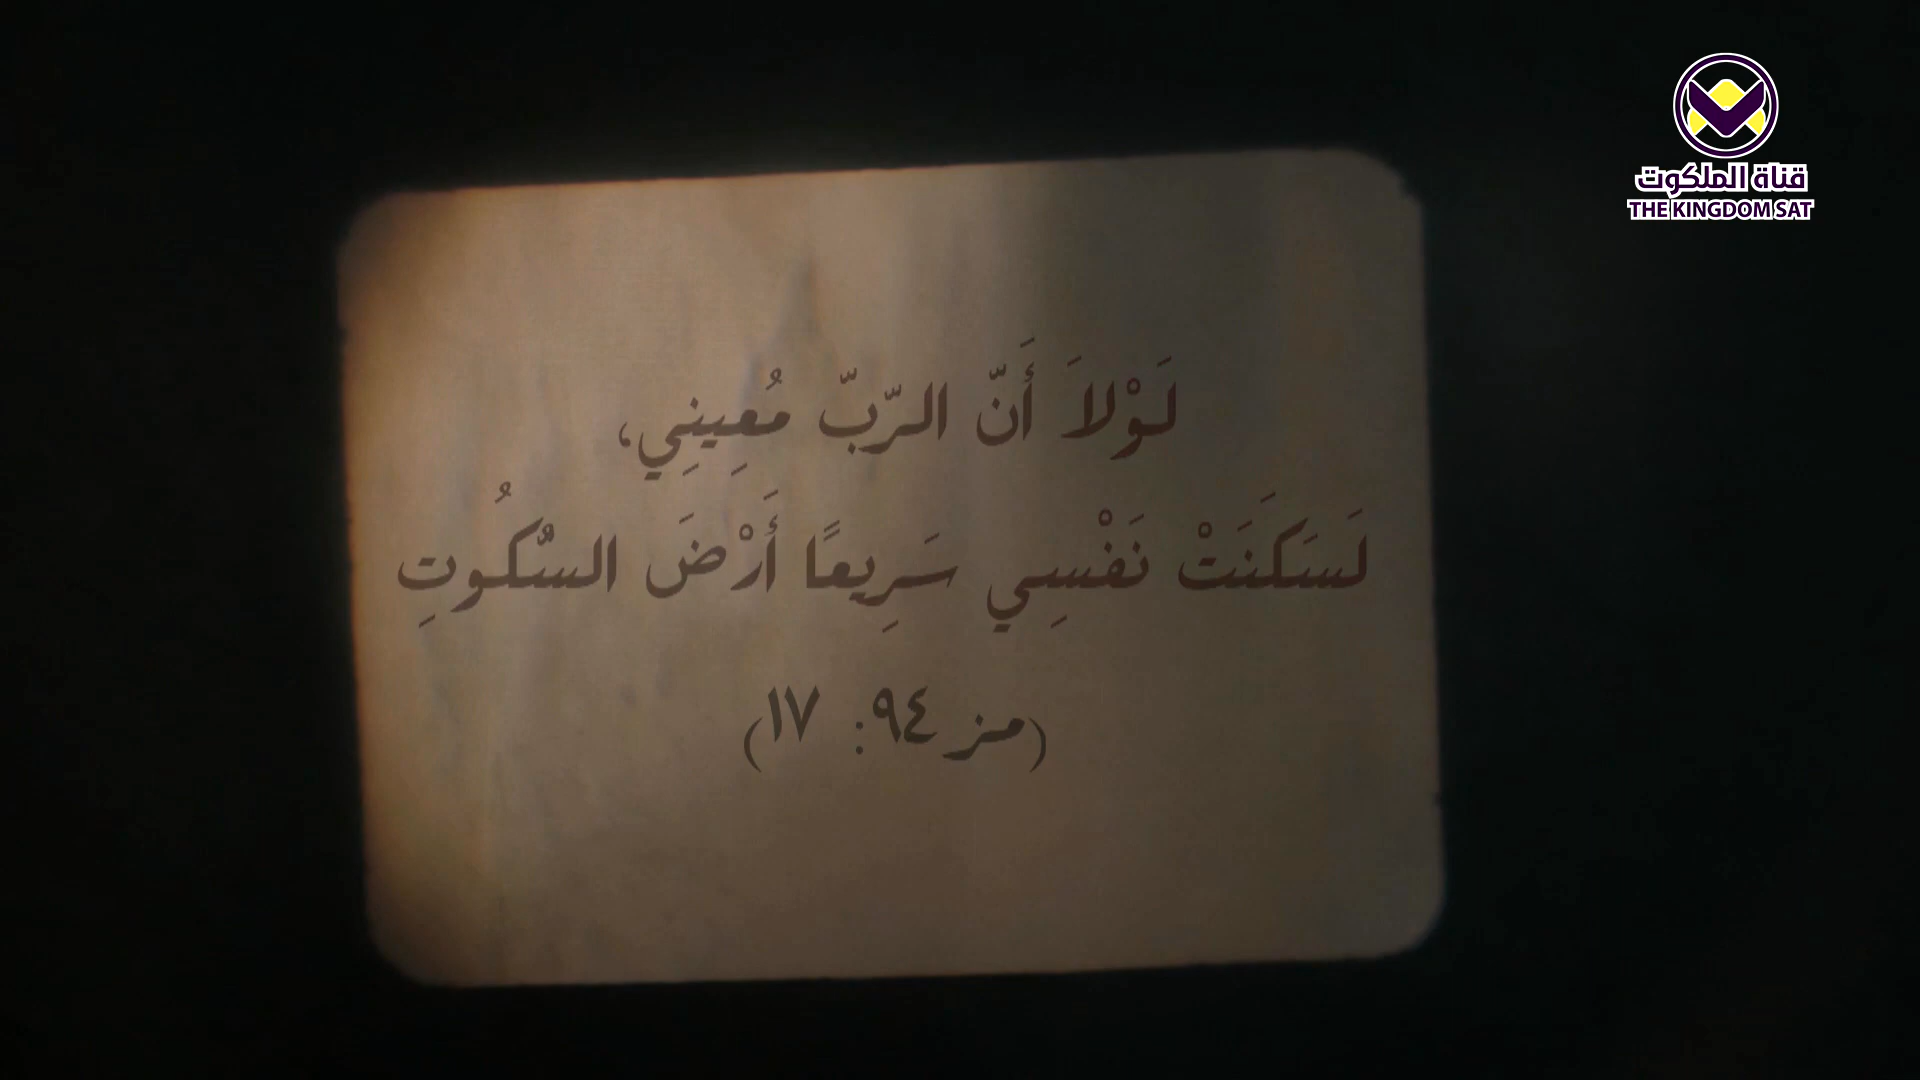 قناة الملكوت
THE KINGDOM SAT
لَوْلاَ أَنّ الرّبّ مُعِينِي،
لَسَكَنَتْ نَفْسِي سَرِيعًا أَرْضَ السُّكُوتِ
(مز ٩٤: ١٧)